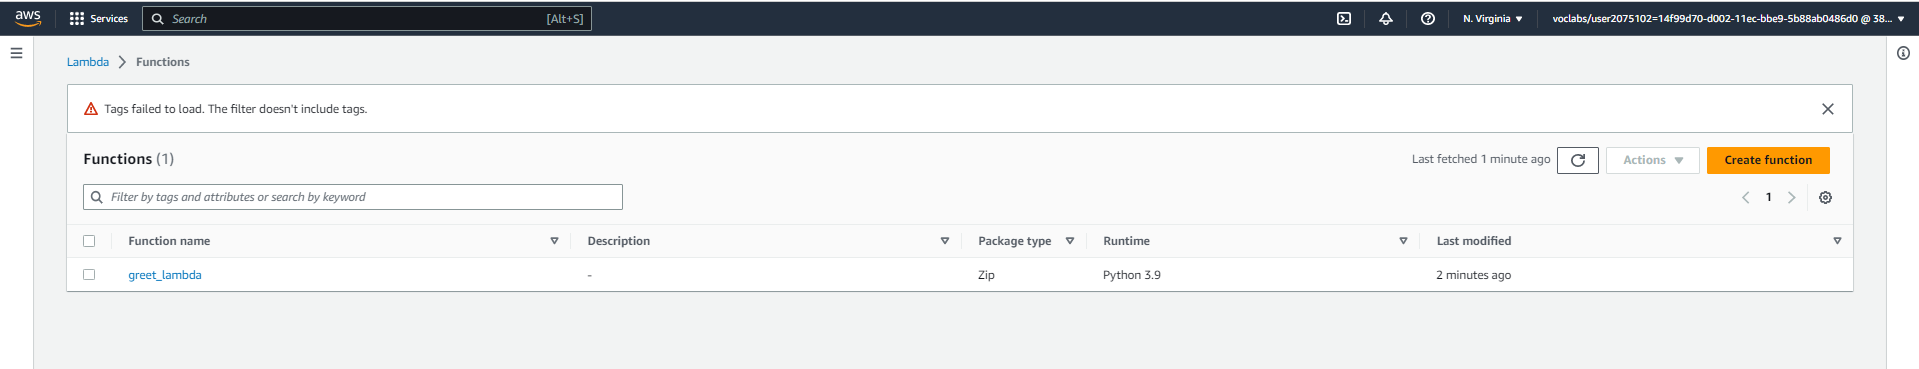 aws Services Search [Alt+S] N. Virginia voclabs/user2075102=14f99d70-d002-11ec-bbe9-5b88ab0486d0 @ 38...
Lambda Functions
Tags failed to load. The filter doesn't include tags.
Functions (1) Last fetched 1 minute ago Actions Create function
Filter by tags and attributes or search by keyword 1
Function name Description Package type Runtime Last modified
greet_lambda - Zip Python 3.9 2 minutes ago